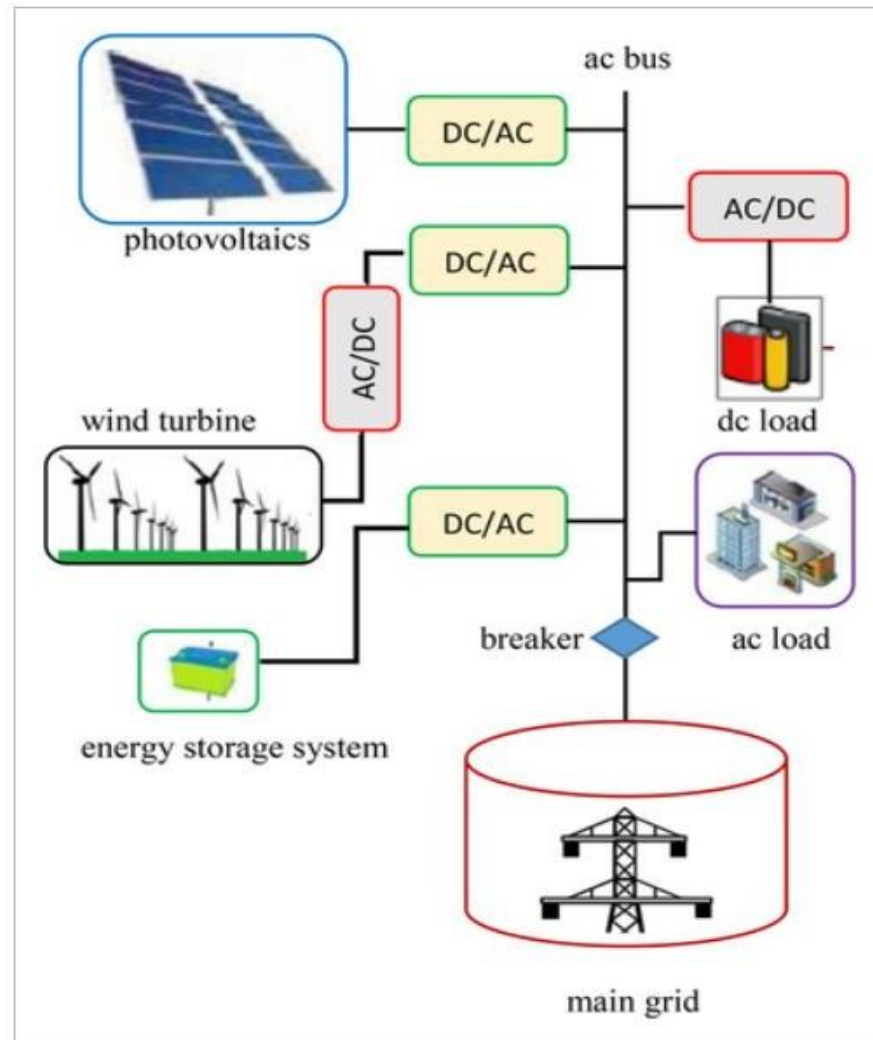 ac bus
DC/AC
AC/DC
photovoltaics
DC/AC
AC/DC
dc load
wind turbine
DC/AC
breaker
ac load
energy storage system
main grid